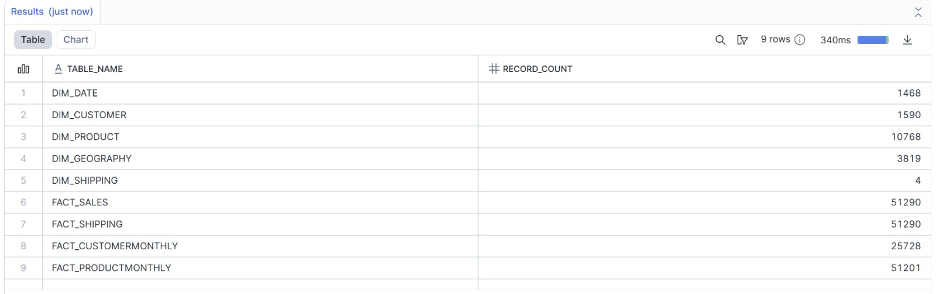 Results (just now)
Table Chart 9 rows 340ms
TABLE_NAME RECORD_COUNT
1 DIM_DATE 1468
2 DIM_CUSTOMER 1590
3 DIM_PRODUCT 10768
4 DIM_GEOGRAPHY 3819
5 DIM_SHIPPING 4
6 FACT_SALES 51290
7 FACT_SHIPPING 51290
8 FACT_CUSTOMERMONTHLY 25728
9 FACT_PRODUCTMONTHLY 51201